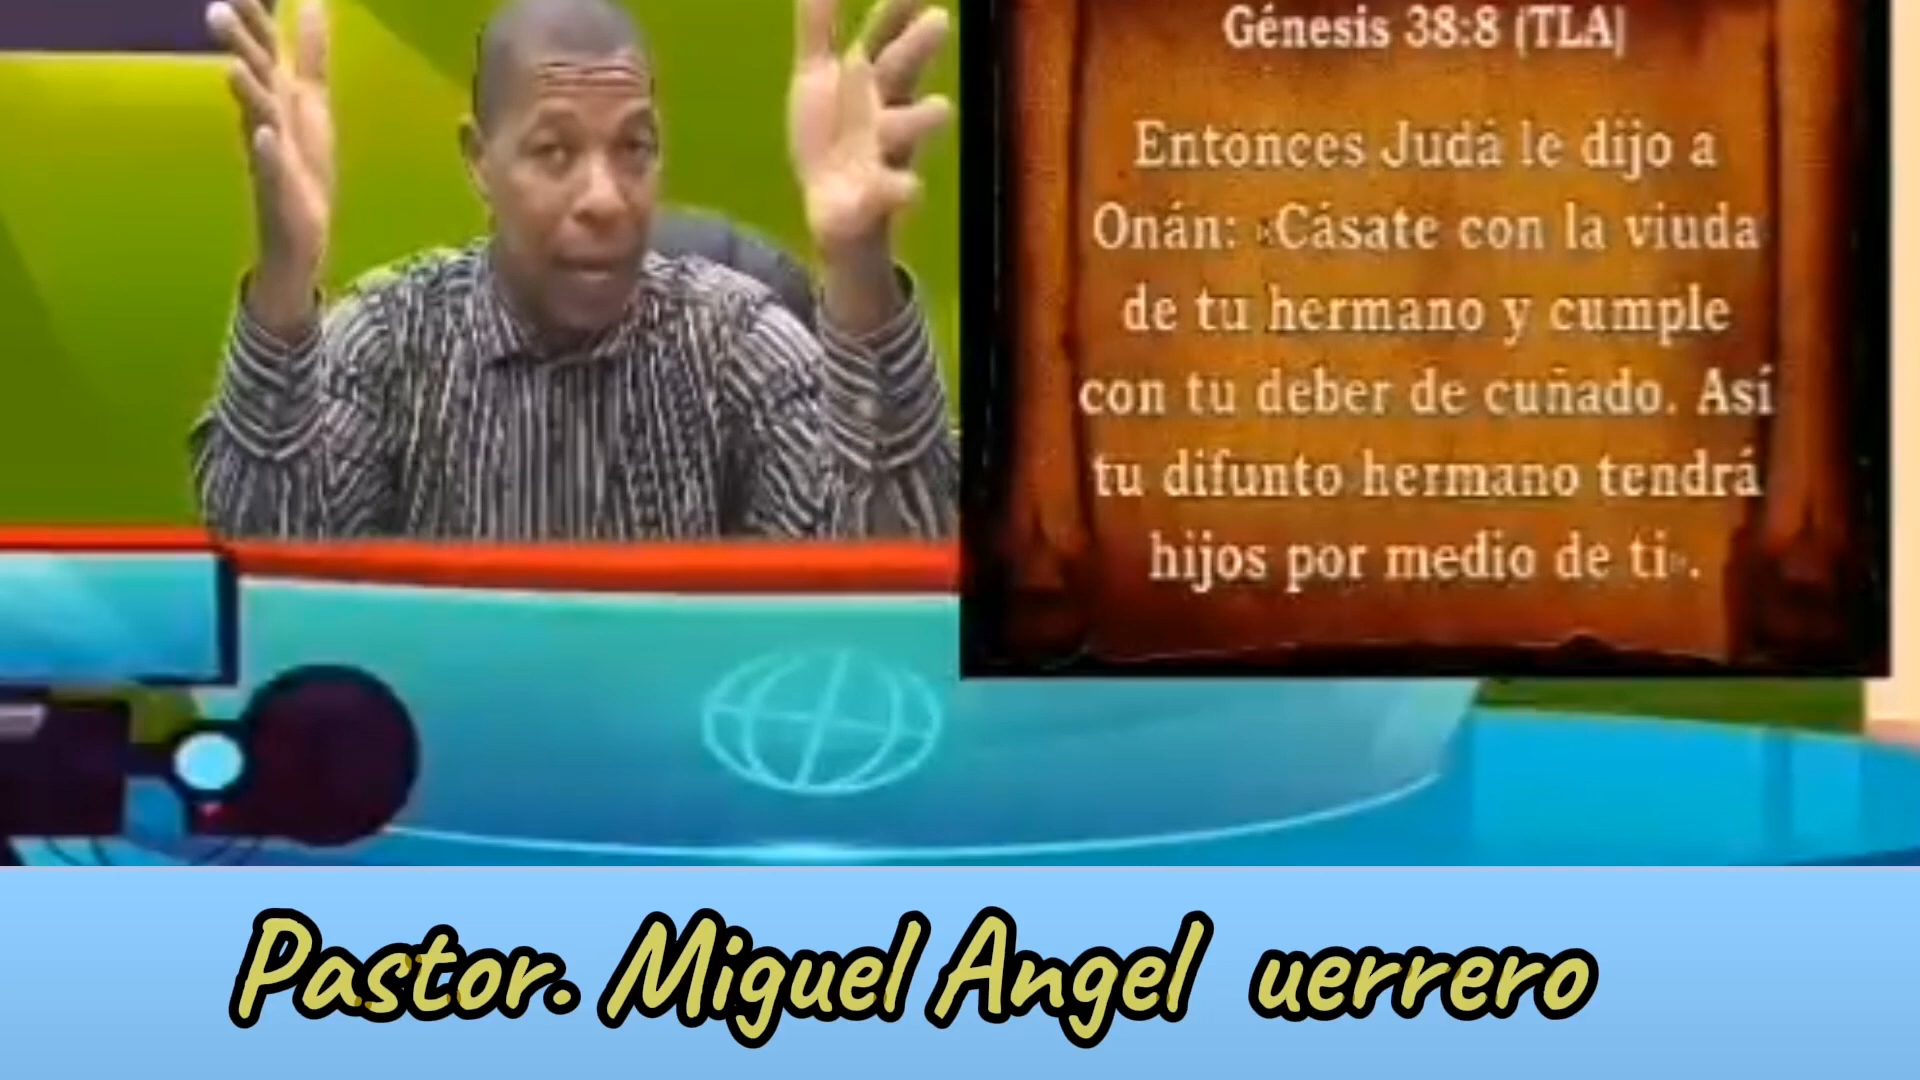 Génesis 38:8 (TLA)
Entonces Judá le dijo a
Onán: «Cásate con la viuda
de tu hermano y cumple
con tu deber de cuñado. Así
tu difunto hermano tendrá
hijos por medio de ti».
Pastor. Miguel Angel uerrero